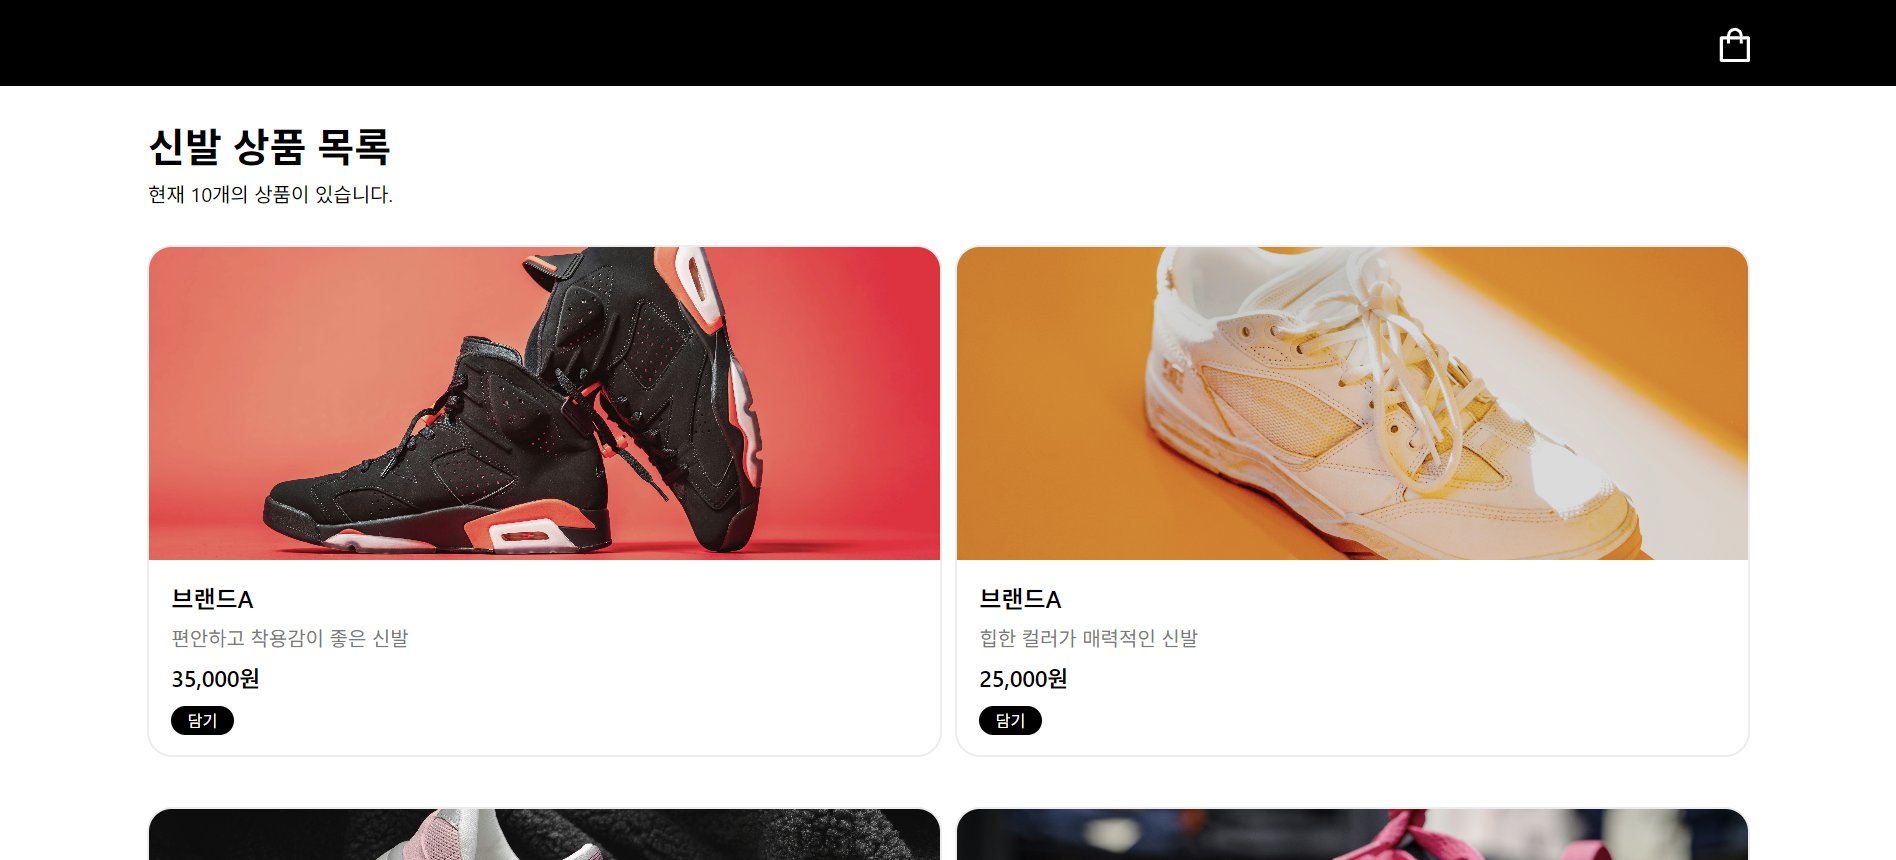 신발 상품 목록
현재 10개의 상품이 있습니다.
브랜드A
편안하고 착용감이 좋은 신발
35,000원
담기
브랜드A
힙한 컬러가 매력적인 신발
25,000원
담기